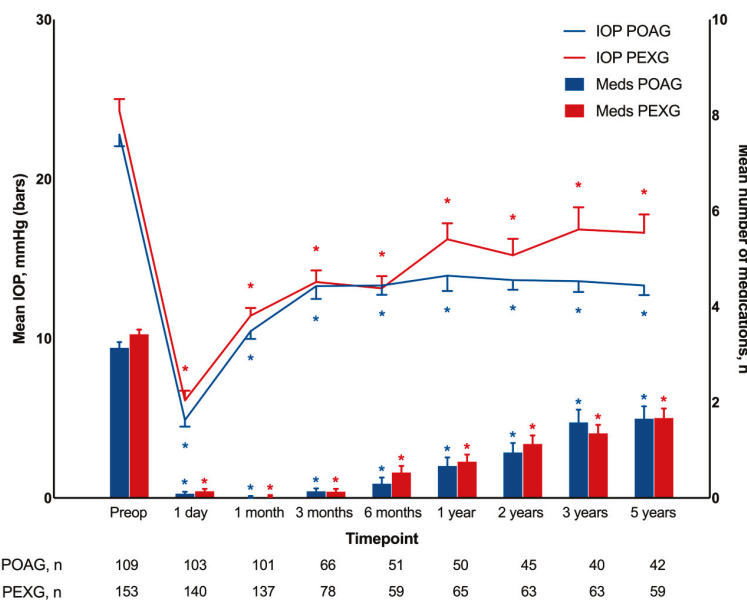 30
10
IOP POAG
IOP PEXG
Meds POAG
Meds PEXG
8
20
6
Mean IOP, mmHg (bars)
Mean number of medications, n
4
10
2
0
0
* * * * * * * *
* * * * * * * *
* * * * * * * *
* * * * * * * *
Preop 1 day 1 month 3 months 6 months 1 year 2 years 3 years 5 years
Timepoint
POAG, n 109 103 101 66 51 50 45 40 42
PEXG, n 153 140 137 78 59 65 63 63 59